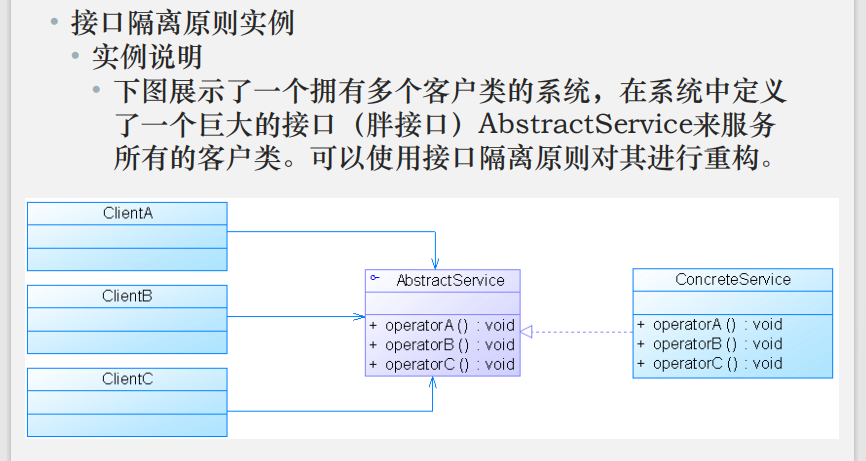 接口隔离原则实例
实例说明
下图展示了一个拥有多个客户类的系统，在系统中定义
了一个巨大的接口（胖接口）AbstractService来服务
所有的客户类。可以使用接口隔离原则对其进行重构。
ClientA
ClientB
ClientC
AbstractService
+ operatorA () : void
+ operatorB () : void
+ operatorC () : void
ConcreteService
+ operatorA () : void
+ operatorB () : void
+ operatorC () : void